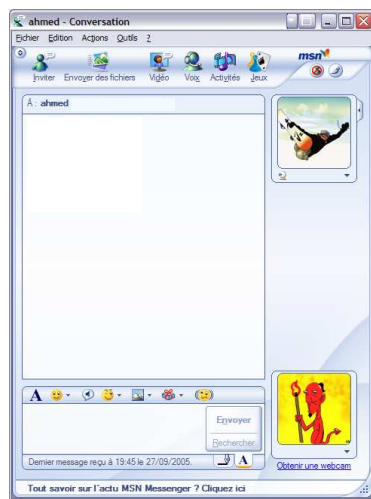 ahmed - Conversation
Fichier Edition Actions Outils ?
Inviter Envoyer des fichiers Vidéo Voix Activités Jeux
msn
À : ahmed
A
Envoyer
Rechercher
Dernier message reçu à 19:45 le 27/09/2005.
A
Obtenir une webcam
Tout savoir sur l'actu MSN Messenger ? Cliquez ici